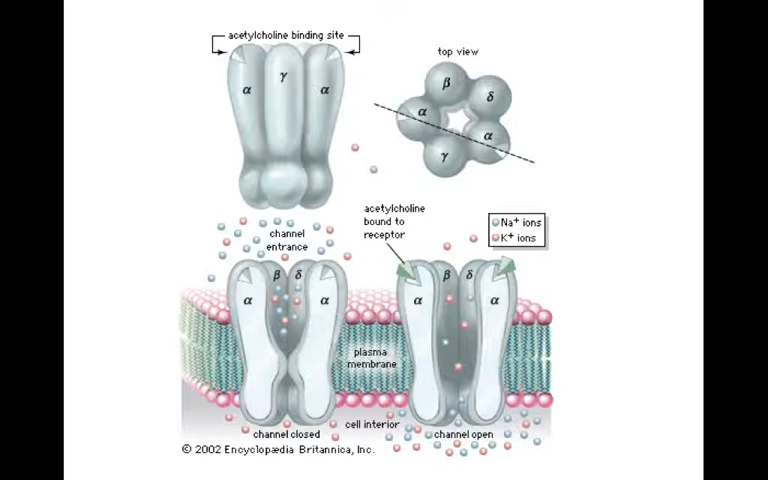 acetylcholine binding site
α
γ
α
top view
β
δ
α
α
γ
acetylcholine
bound to
receptor
Na⁺ ions
K⁺ ions
channel
entrance
β
δ
α
α
β
δ
α
α
plasma
membrane
cell interior
channel closed
channel open
© 2002 Encyclopædia Britannica, Inc.